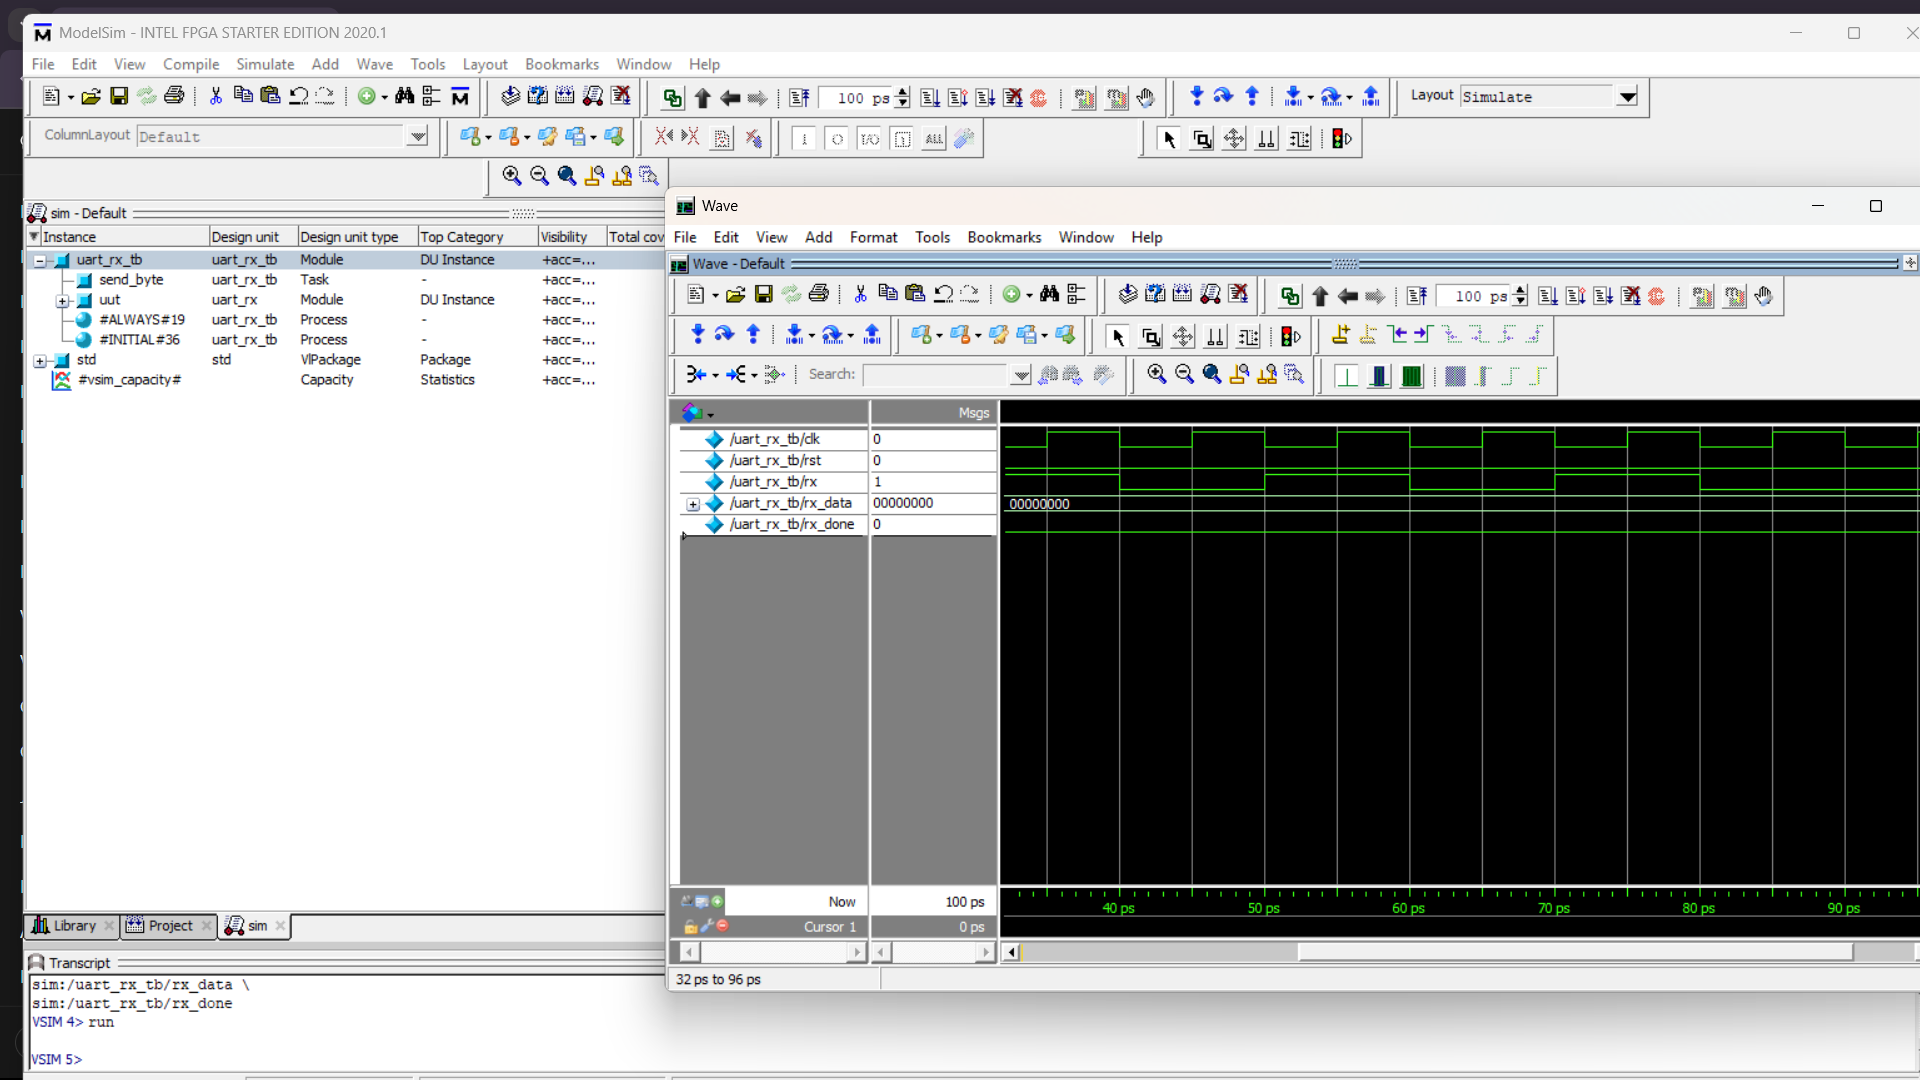 ModelSim - INTEL FPGA STARTER EDITION 2020.1
File Edit View Compile Simulate Add Wave Tools Layout Bookmarks Window Help
100 ps
Layout Simulate
ColumnLayout Default
sim - Default
Instance Design unit Design unit type Top Category Visibility Total cov
uart_rx_tb uart_rx_tb Module DU Instance +acc=...
send_byte uart_rx_tb Task - +acc=...
uut uart_rx Module DU Instance +acc=...
#ALWAYS#19 uart_rx_tb Process - +acc=...
#INITIAL#36 uart_rx_tb Process - +acc=...
std std VIPackage Package +acc=...
#vsim_capacity# Capacity Statistics +acc=...
Library Project sim
Transcript
sim:/uart_rx_tb/rx_data \
sim:/uart_rx_tb/rx_done
VSIM 4> run
VSIM 5>
Wave
File Edit View Add Format Tools Bookmarks Window Help
Wave - Default
100 ps
Search:
Msgs
/uart_rx_tb/clk 0
/uart_rx_tb/rst 0
/uart_rx_tb/rx 1
/uart_rx_tb/rx_data 00000000 00000000
/uart_rx_tb/rx_done 0
Now 100 ps
40 ps 50 ps 60 ps 70 ps 80 ps 90 ps
Cursor 1 0 ps
32 ps to 96 ps